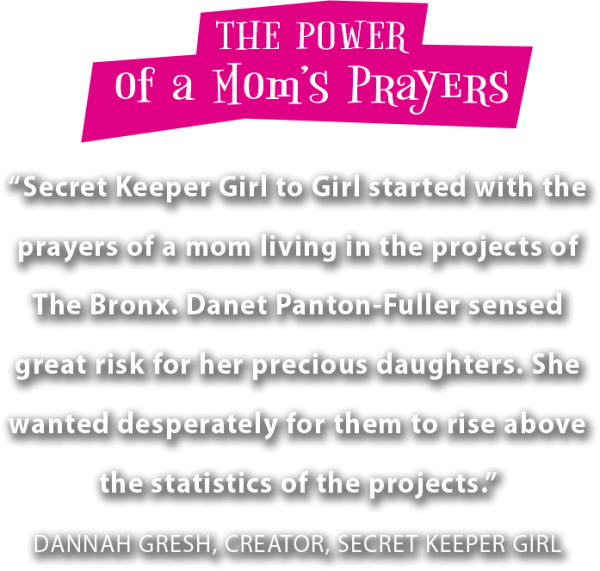 THE POWER
OF A MOM'S PRAYERS
“Secret Keeper Girl to Girl started with the
prayers of a mom living in the projects of
The Bronx. Danet Panton-Fuller sensed
great risk for her precious daughters. She
wanted desperately for them to rise above
the statistics of the projects.”
DANNAH GRESH, CREATOR, SECRET KEEPER GIRL